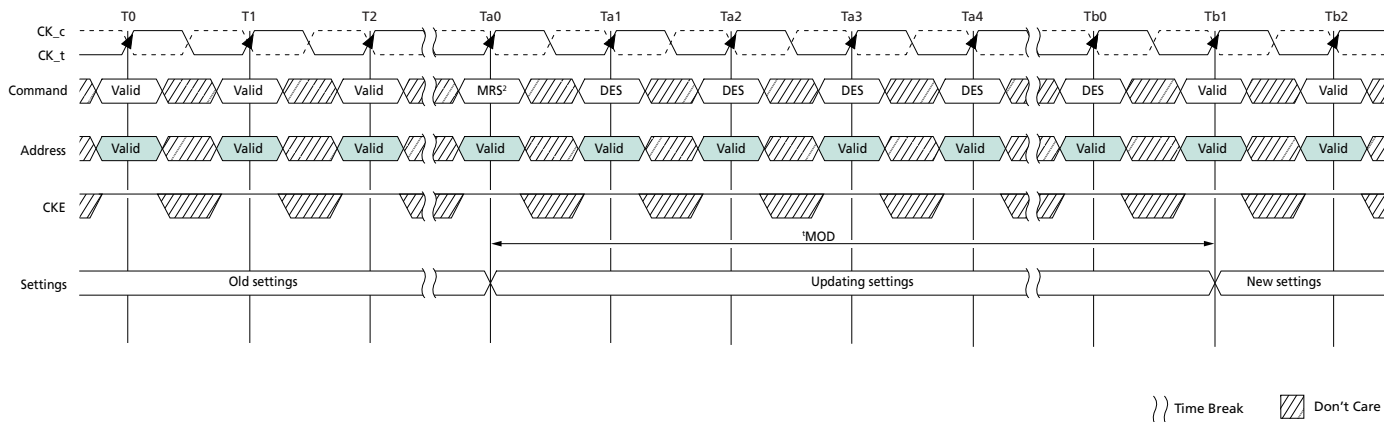 T0 T1 T2 Ta0 Ta1 Ta2 Ta3 Ta4 Tb0 Tb1 Tb2
CK_c
CK_t
Command Valid Valid Valid MRS² DES DES DES DES DES Valid Valid
Address Valid Valid Valid Valid Valid Valid Valid Valid Valid Valid Valid
CKE
ᵗMOD
Settings Old settings Updating settings New settings
Time Break Don't Care